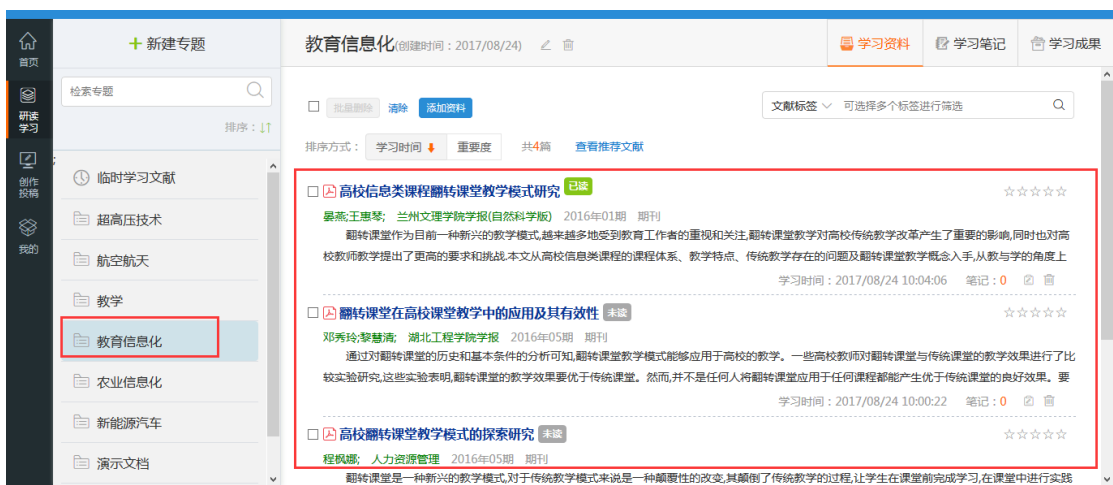 首页
研读
学习
创作
投稿
我的
+ 新建专题
检索专题
排序：↓↑
临时学习文献
超高压技术
航空航天
教学
教育信息化
农业信息化
新能源汽车
演示文档
教育信息化(创建时间：2017/08/24)
学习资料 学习笔记 学习成果
批量删除 清除 添加资料
文献标签 可选择多个标签进行筛选
排序方式： 学习时间 重要度 共4篇 查看推荐文献
高校信息类课程翻转课堂教学模式研究 已读
晏燕;王惠琴; 兰州文理学院学报(自然科学版) 2016年01期 期刊
翻转课堂作为目前一种新兴的教学模式,越来越多地受到教育工作者的重视和关注,翻转课堂教学对高校传统教学改革产生了重要的影响,同时也对高
校教师教学提出了更高的要求和挑战.本文从高校信息类课程的课程体系、教学特点、传统教学存在的问题及翻转课堂教学概念入手,从教与学的角度上
学习时间：2017/08/24 10:04:06 笔记：0
翻转课堂在高校课堂教学中的应用及其有效性 未读
邓秀玲;黎慧清; 湖北工程学院学报 2016年05期 期刊
通过对翻转课堂的历史和基本条件的分析可知,翻转课堂教学模式能够应用于高校的教学。一些高校教师对翻转课堂与传统课堂的教学效果进行了比
较实验研究,这些实验表明,翻转课堂的教学效果要优于传统课堂。然而,并不是任何人将翻转课堂应用于任何课程都能产生优于传统课堂的良好效果。要
学习时间：2017/08/24 10:00:22 笔记：0
高校翻转课堂教学模式的探索研究 未读
程枫娜; 人力资源管理 2016年05期 期刊
翻转课堂是一种新兴的教学模式,对于传统教学模式来说是一种颠覆性的改变,其颠倒了传统教学的过程,让学生在课堂前完成学习,在课堂中进行实践